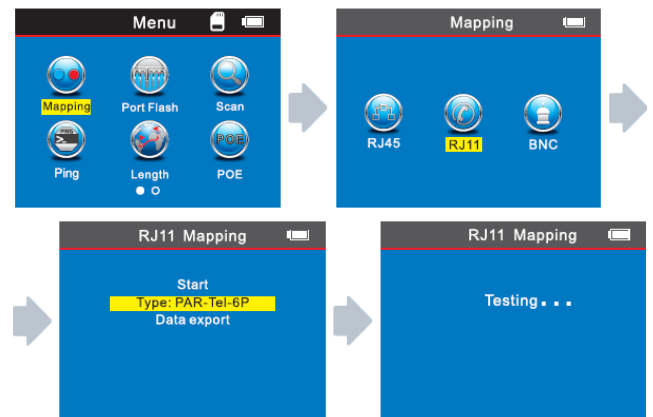 Menu
Mapping
Port Flash
Scan
Ping
Length
POE
POE
Mapping
RJ45
RJ11
BNC
RJ11 Mapping
Start
Type: PAR-Tel-6P
Data export
RJ11 Mapping
Testing...